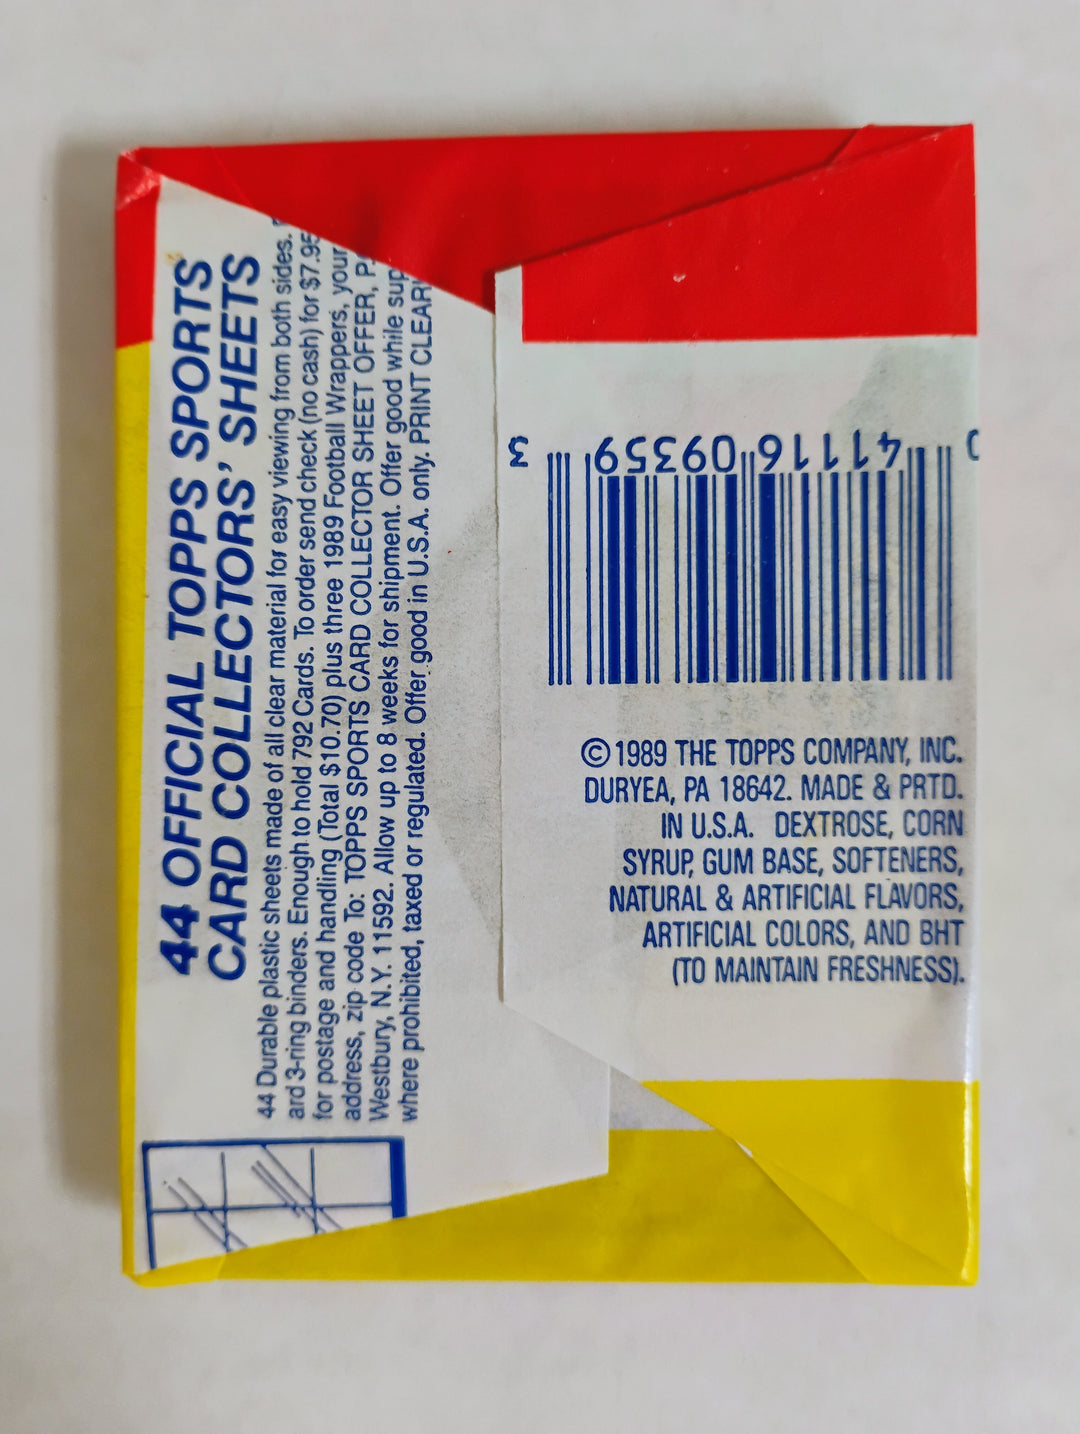 44 OFFICIAL TOPPS SPORTS
CARD COLLECTORS' SHEETS
44 Durable plastic sheets made of all clear material for easy viewing from both sides.
ard 3-ring binders. Enough to hold 792 Cards. To order send check (no cash) for $7.95
for postage and handling (Total $10.70) plus three 1989 Football Wrappers, your
address, zip code To: TOPPS SPORTS CARD COLLECTOR SHEET OFFER, P.
Westbury, N.Y. 11592. Allow up to 8 weeks for shipment. Offer good while sup
where prohibited, taxed or regulated. Offer good in U.S.A. only. PRINT CLEARL
0 41116 09359 3
© 1989 THE TOPPS COMPANY, INC.
DURYEA, PA 18642. MADE & PRTD.
IN U.S.A. DEXTROSE, CORN
SYRUP, GUM BASE, SOFTENERS,
NATURAL & ARTIFICIAL FLAVORS,
ARTIFICIAL COLORS, AND BHT
(TO MAINTAIN FRESHNESS).